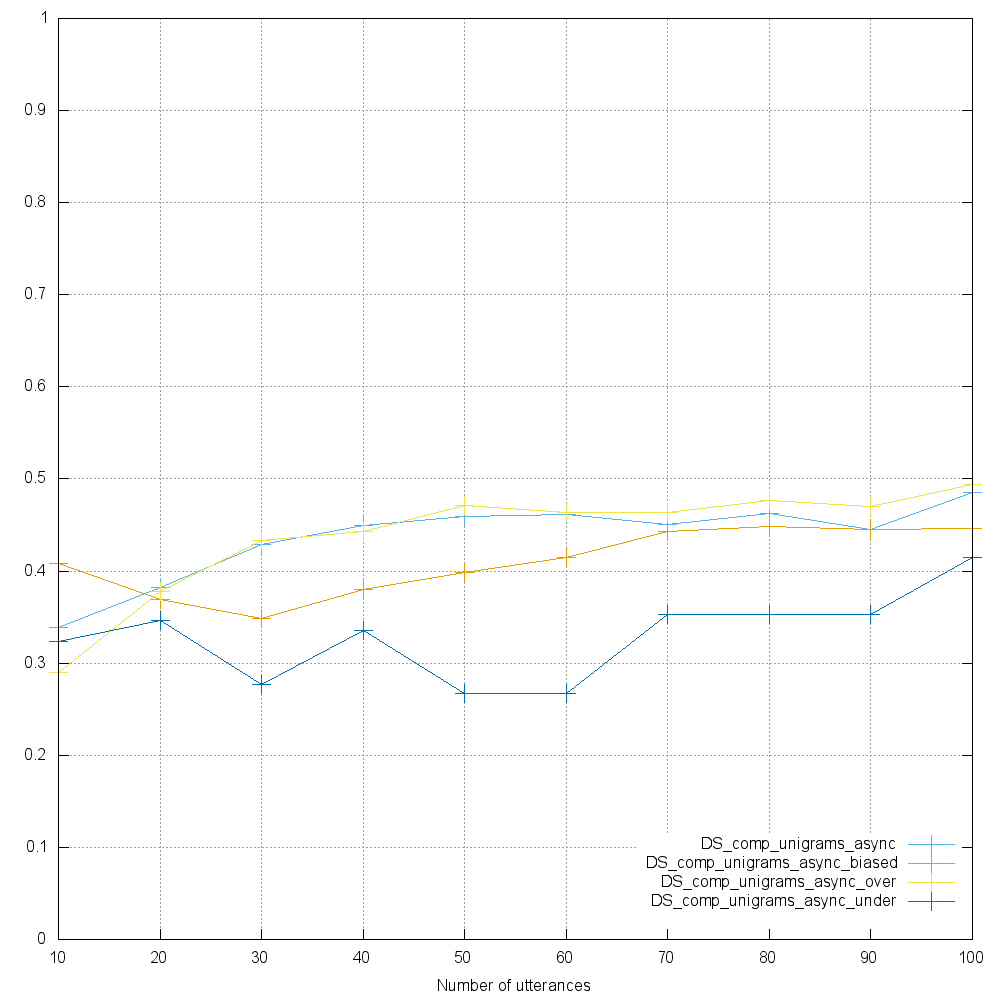 1
0.9
0.8
0.7
0.6
0.5
0.4
0.3
0.2
0.1
0
DS_comp_unigrams_async
DS_comp_unigrams_async_biased
DS_comp_unigrams_async_over
DS_comp_unigrams_async_under
10 20 30 40 50 60 70 80 90 100
Number of utterances